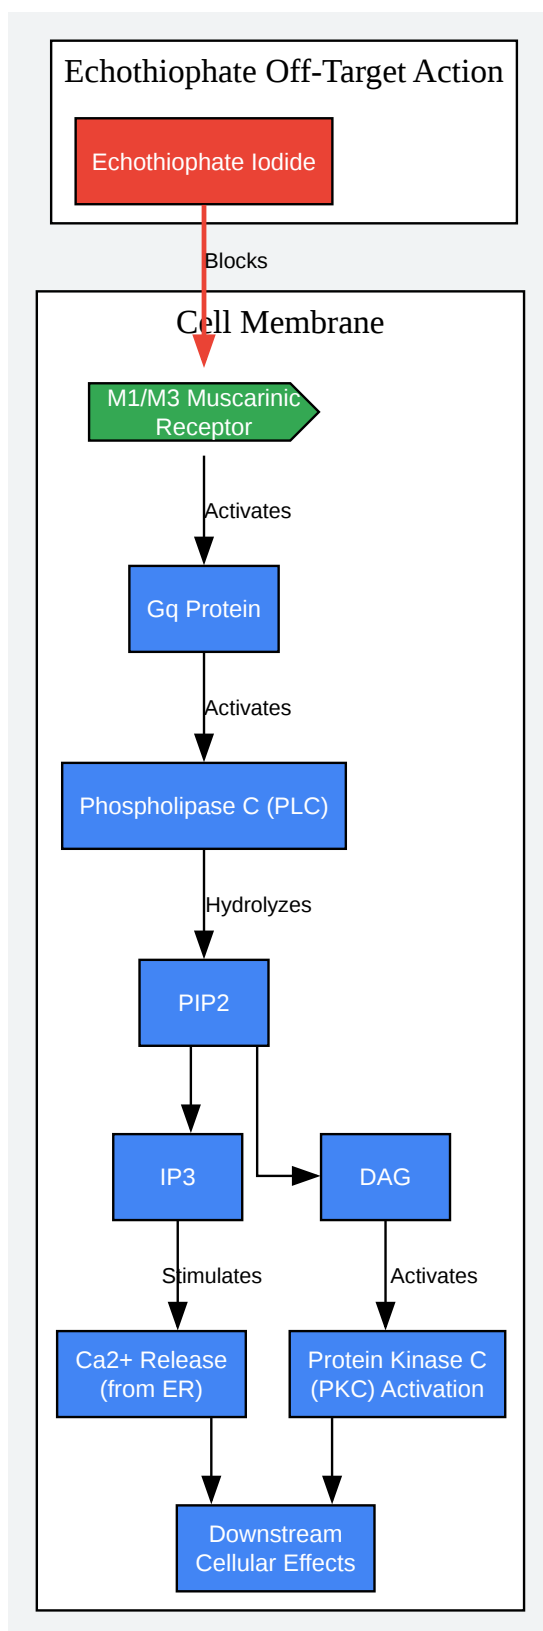 Echothiophate Off-Target Action
Echothiophate Iodide
Blocks
Cell Membrane
M1/M3 Muscarinic
Receptor
Activates
Gq Protein
Activates
Phospholipase C (PLC)
Hydrolyzes
PIP2
IP3
DAG
Stimulates
Activates
Ca2+ Release
(from ER)
Protein Kinase C
(PKC) Activation
Downstream
Cellular Effects